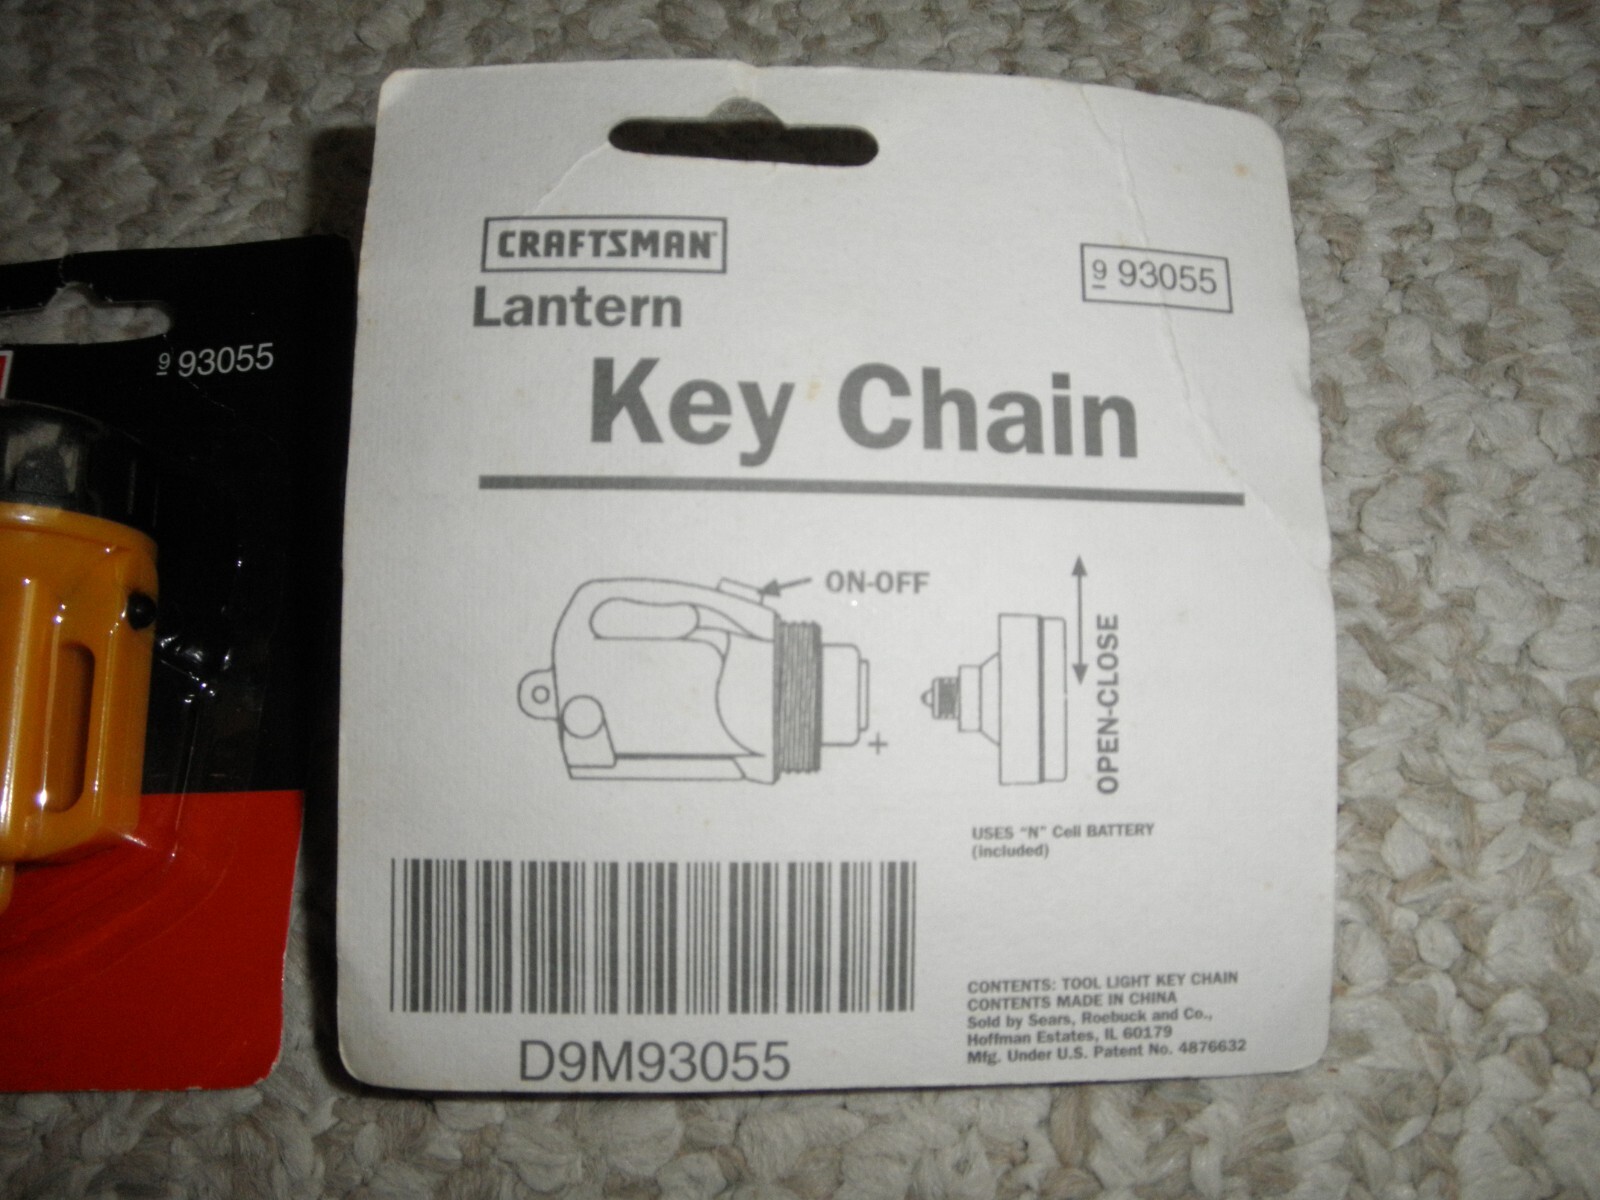 9 93055
CRAFTSMAN
9 93055
Lantern
Key Chain
ON-OFF
OPEN-CLOSE
+
USES "N" Cell BATTERY
(included)
CONTENTS: TOOL LIGHT KEY CHAIN
CONTENTS MADE IN CHINA
Sold by Sears, Roebuck and Co.,
Hoffman Estates, IL 60179
Mfg. Under U.S. Patent No. 4876632
D9M93055